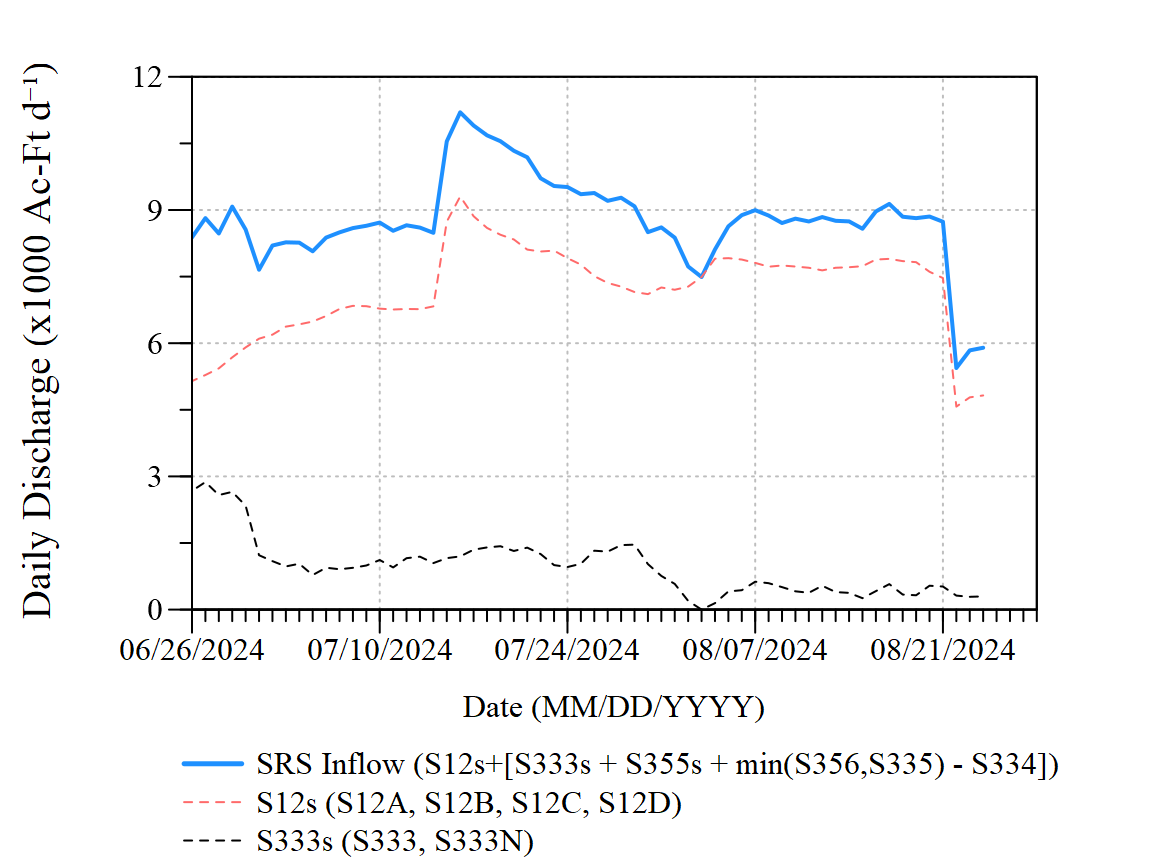 Daily Discharge (x1000 Ac-Ft d⁻¹)
12
9
6
3
0
06/26/2024 07/10/2024 07/24/2024 08/07/2024 08/21/2024
Date (MM/DD/YYYY)
SRS Inflow (S12s+[S333s + S355s + min(S356,S335) - S334])
S12s (S12A, S12B, S12C, S12D)
S333s (S333, S333N)